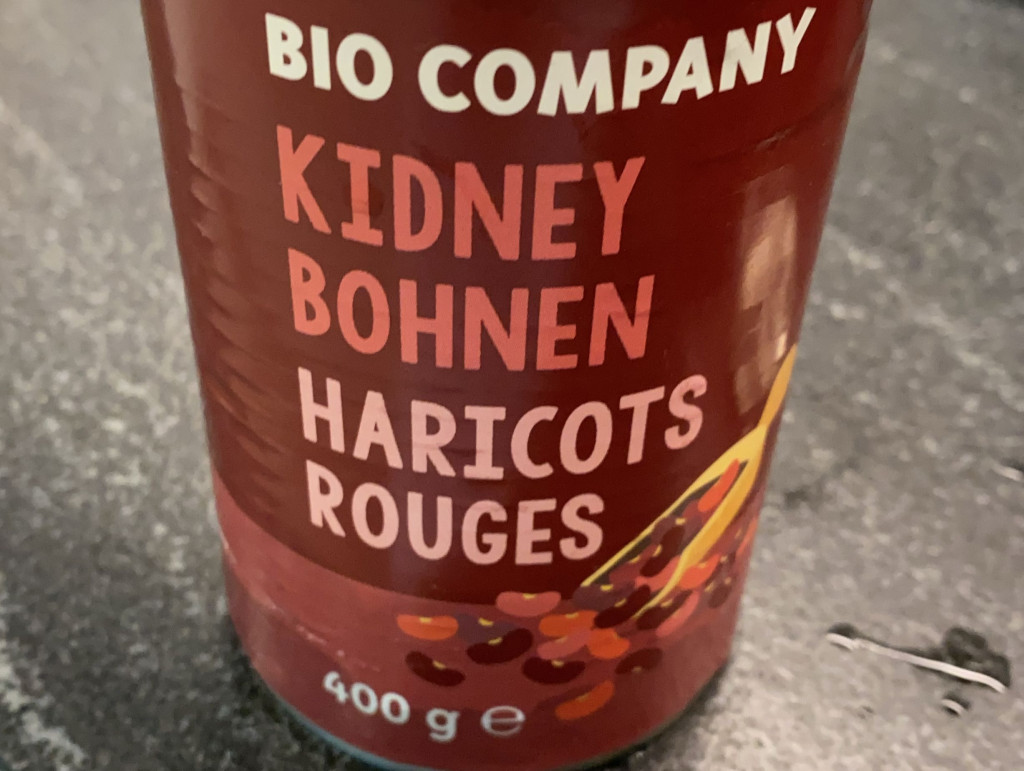 BIO COMPANY
KIDNEY
BOHNEN
HARICOTS
ROUGES
400 g ℮